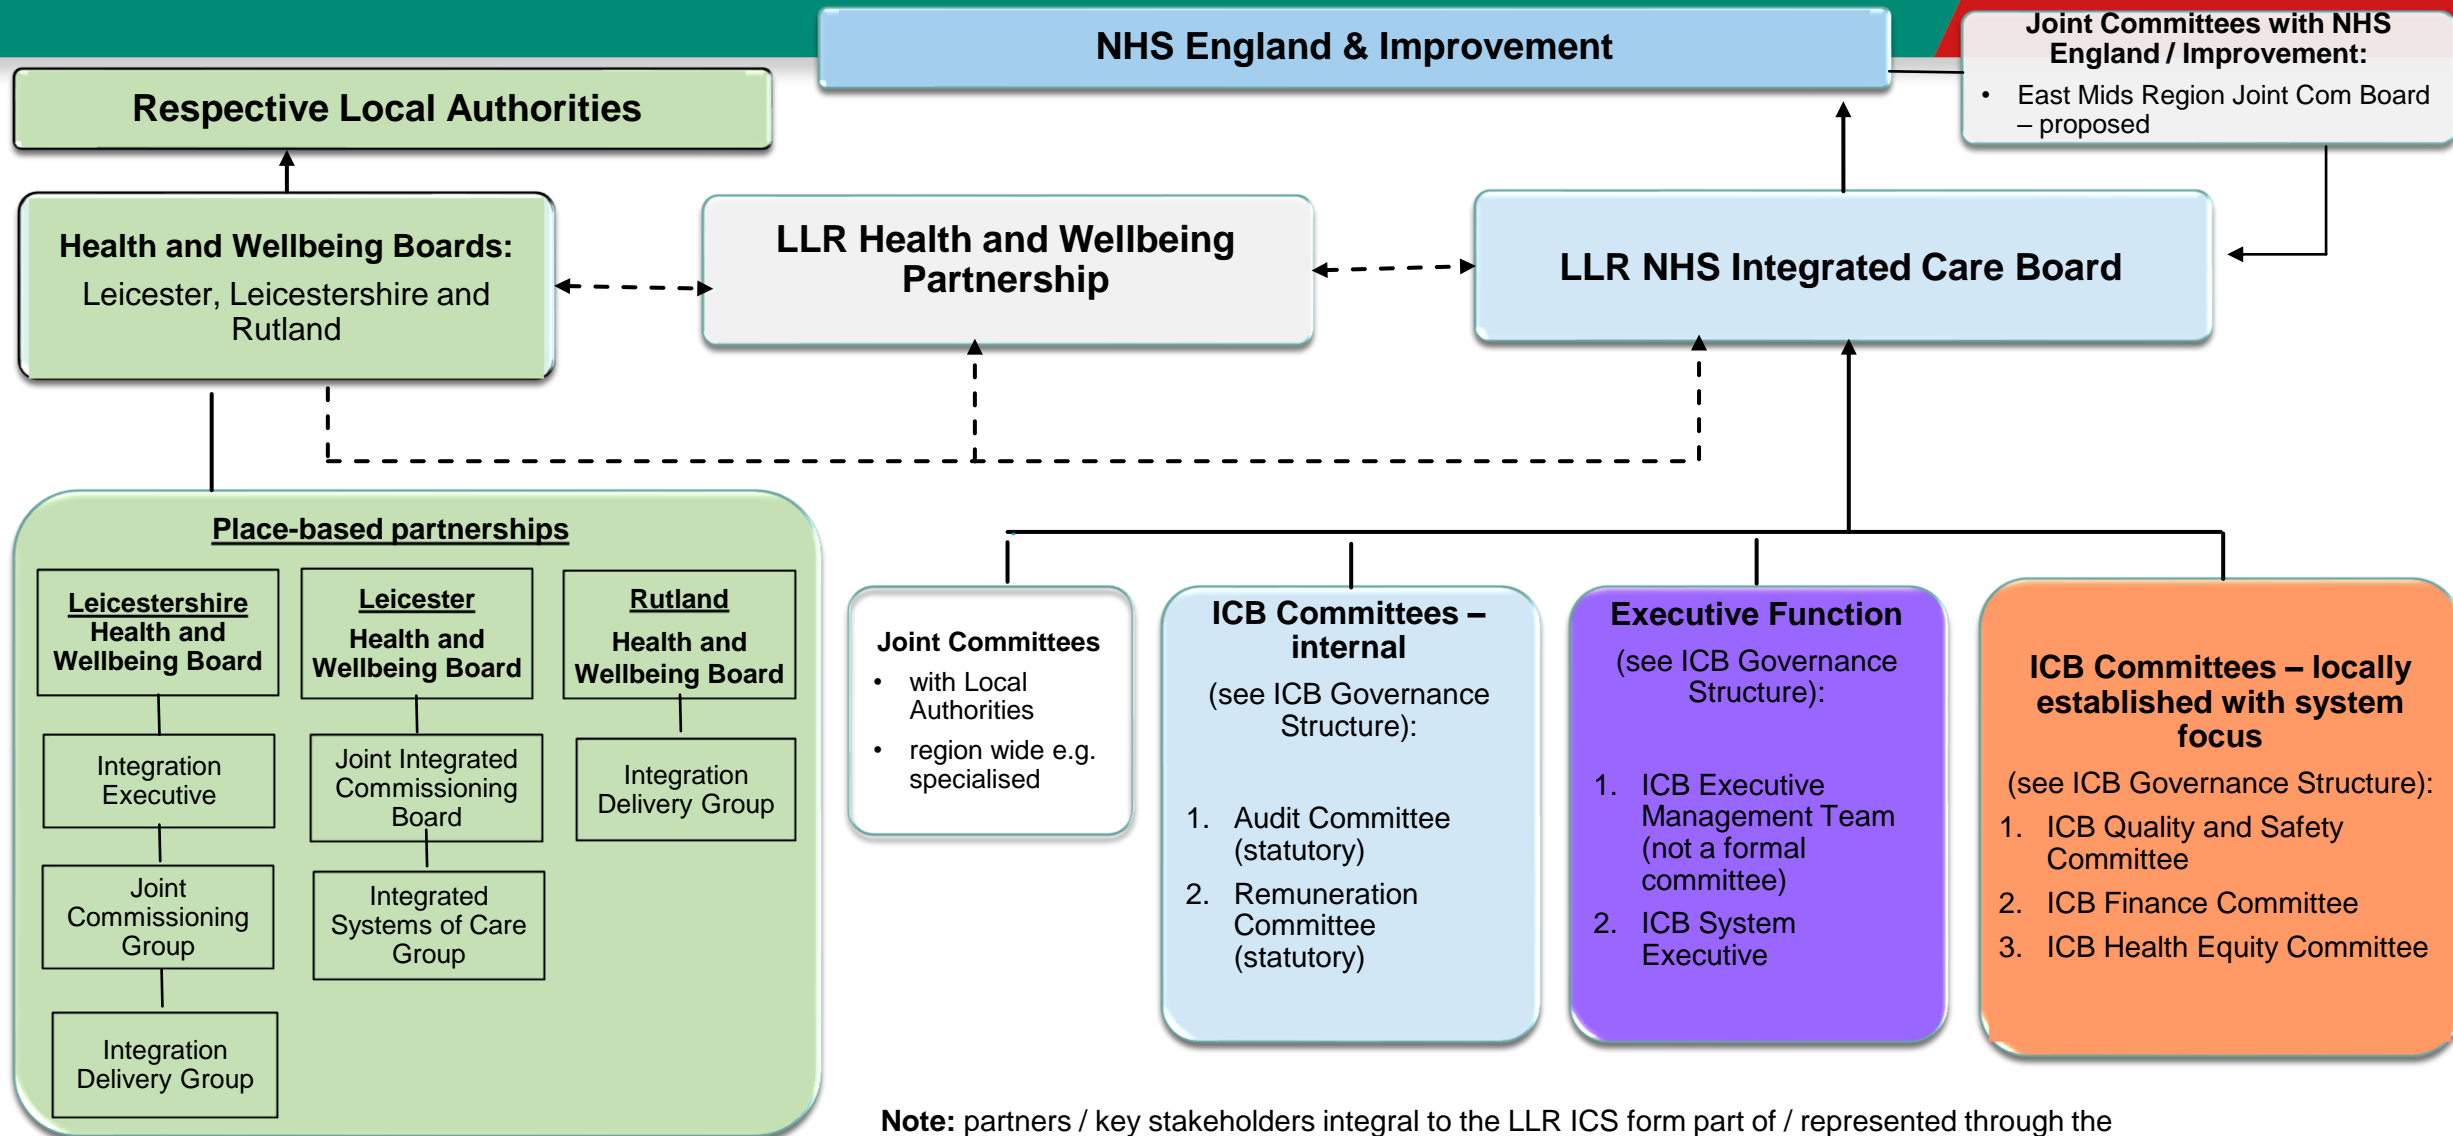 NHS England & Improvement
Joint Committees with NHS
England / Improvement:
• East Mids Region Joint Com Board
– proposed
Respective Local Authorities
Health and Wellbeing Boards:
Leicester, Leicestershire and
Rutland
LLR Health and Wellbeing
Partnership
LLR NHS Integrated Care Board
Place-based partnerships
Leicestershire
Health and
Wellbeing Board
Integration
Executive
Joint
Commissioning
Group
Integration
Delivery Group
Leicester
Health and
Wellbeing Board
Joint Integrated
Commissioning
Board
Integrated
Systems of Care
Group
Rutland
Health and
Wellbeing Board
Integration
Delivery Group
Joint Committees
• with Local
Authorities
• region wide e.g.
specialised
ICB Committees –
internal
(see ICB Governance
Structure):
1. Audit Committee
(statutory)
2. Remuneration
Committee
(statutory)
Executive Function
(see ICB Governance
Structure):
1. ICB Executive
Management Team
(not a formal
committee)
2. ICB System
Executive
ICB Committees – locally
established with system
focus
(see ICB Governance Structure):
1. ICB Quality and Safety
Committee
2. ICB Finance Committee
3. ICB Health Equity Committee
Note: partners / key stakeholders integral to the LLR ICS form part of / represented through the